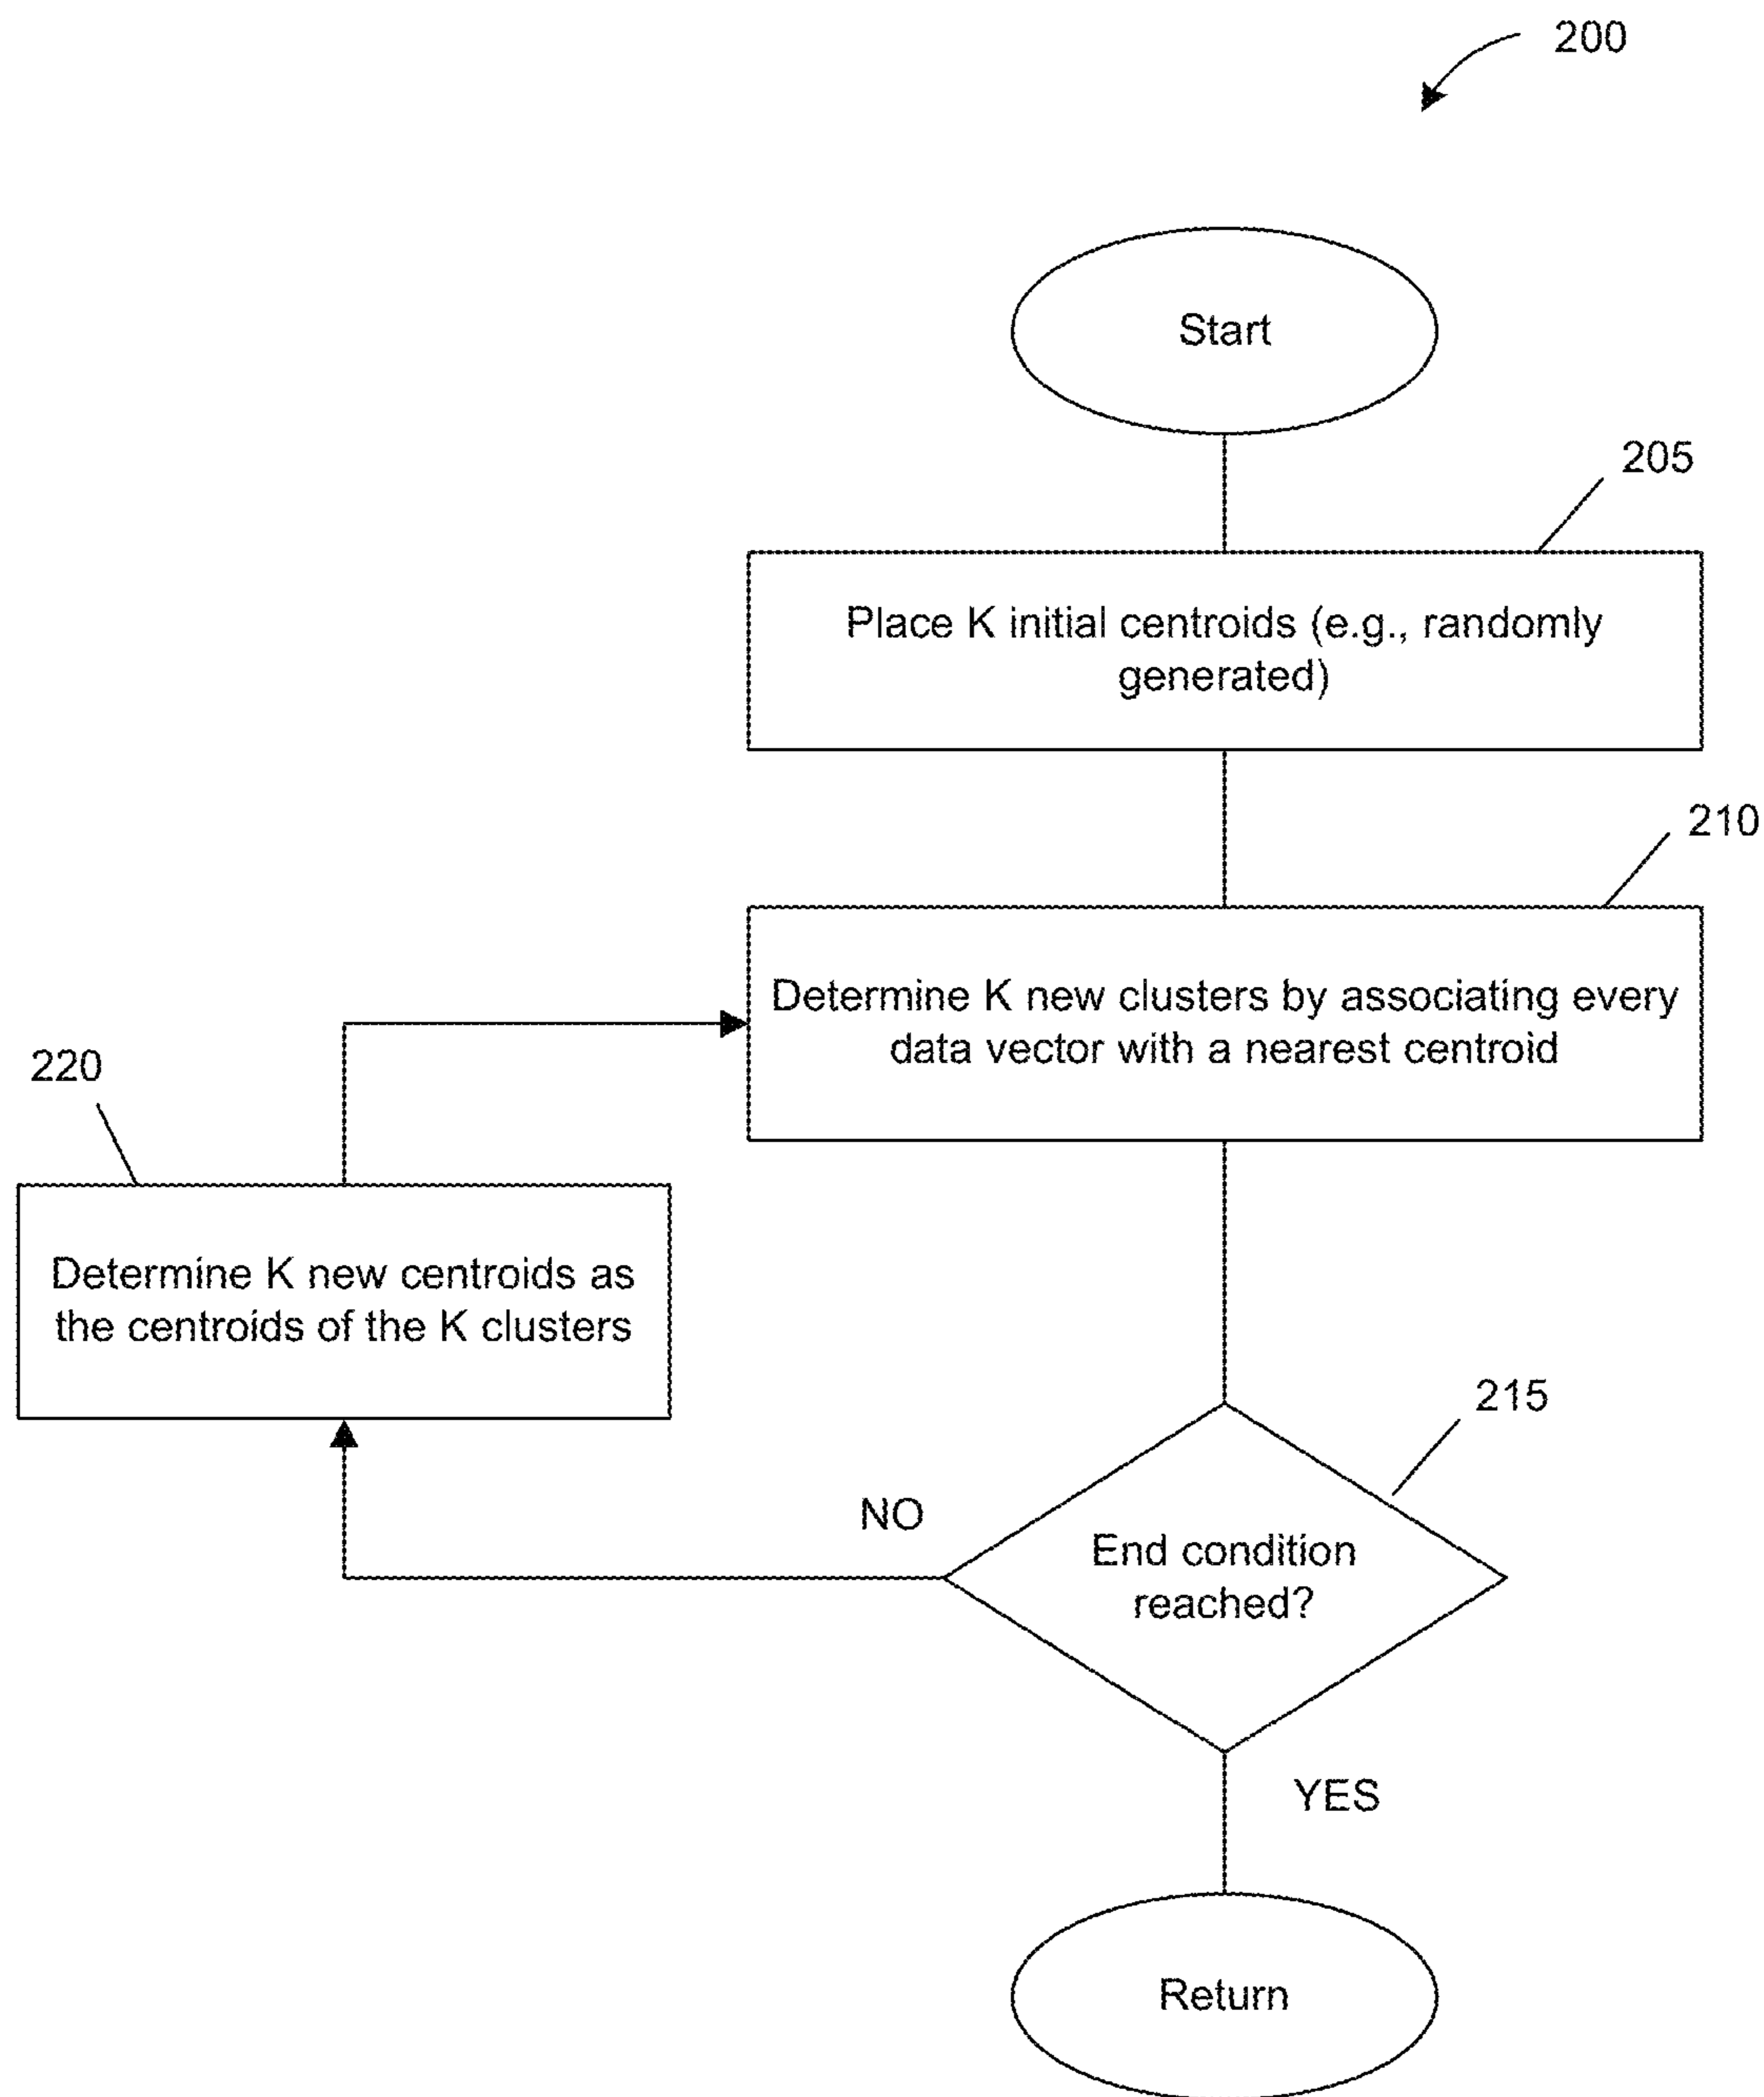 200
Start
205
Place K initial centroids (e.g., randomly
generated)
210
Determine K new clusters by associating every
data vector with a nearest centroid
220
Determine K new centroids as
the centroids of the K clusters
215
NO
End condition
reached?
YES
Return